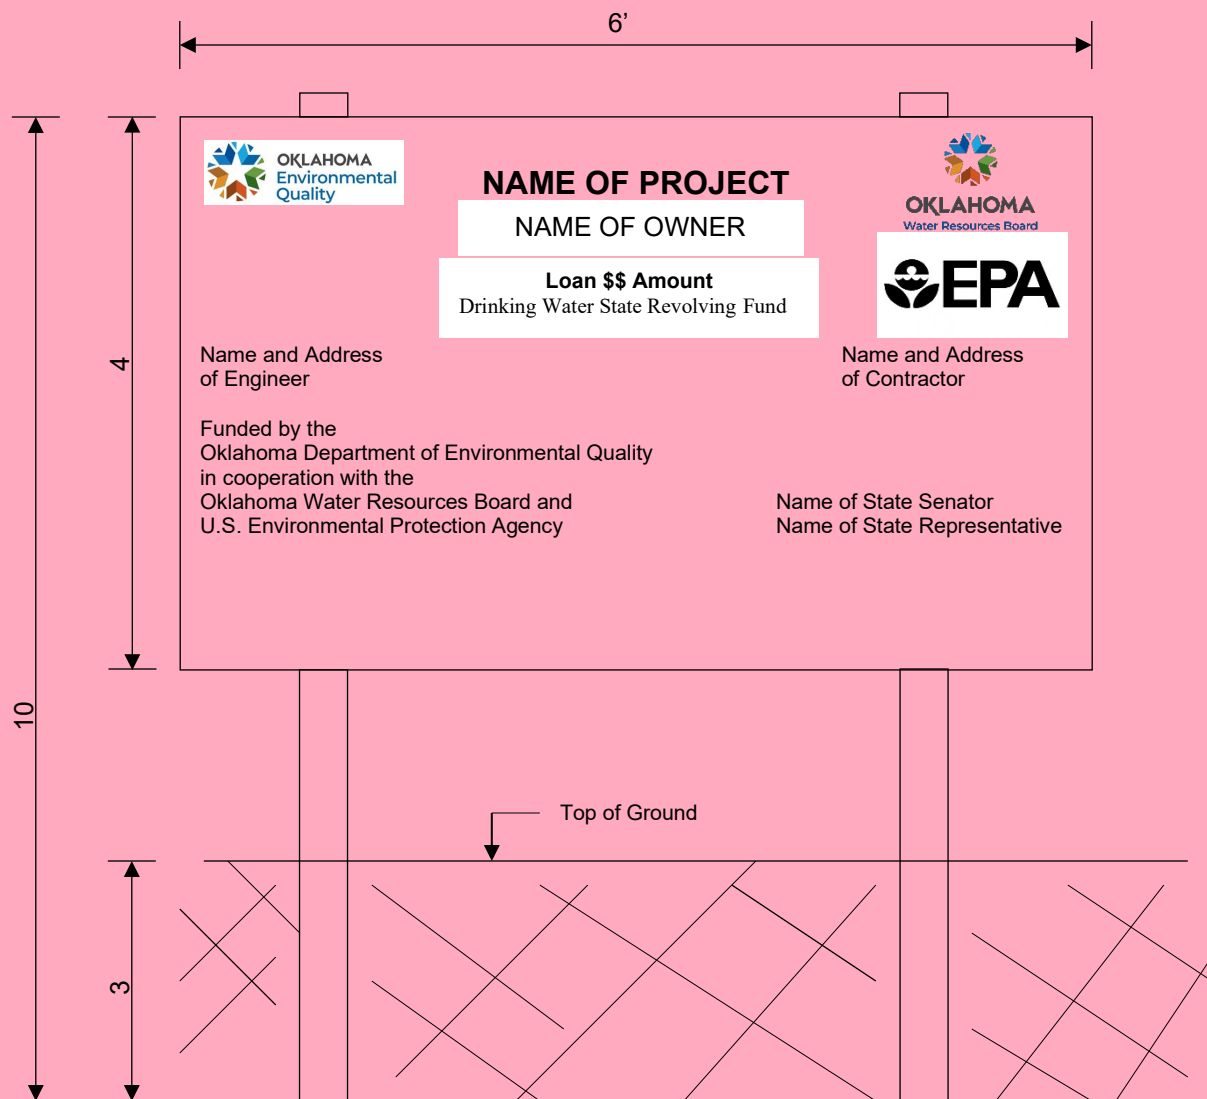 6’
OKLAHOMA
Environmental
Quality
NAME OF PROJECT
NAME OF OWNER
Loan $$ Amount
Drinking Water State Revolving Fund
OKLAHOMA
Water Resources Board
EPA
4
Name and Address
of Engineer
Name and Address
of Contractor
Funded by the
Oklahoma Department of Environmental Quality
in cooperation with the
Oklahoma Water Resources Board and
U.S. Environmental Protection Agency
Name of State Senator
Name of State Representative
10
Top of Ground
3